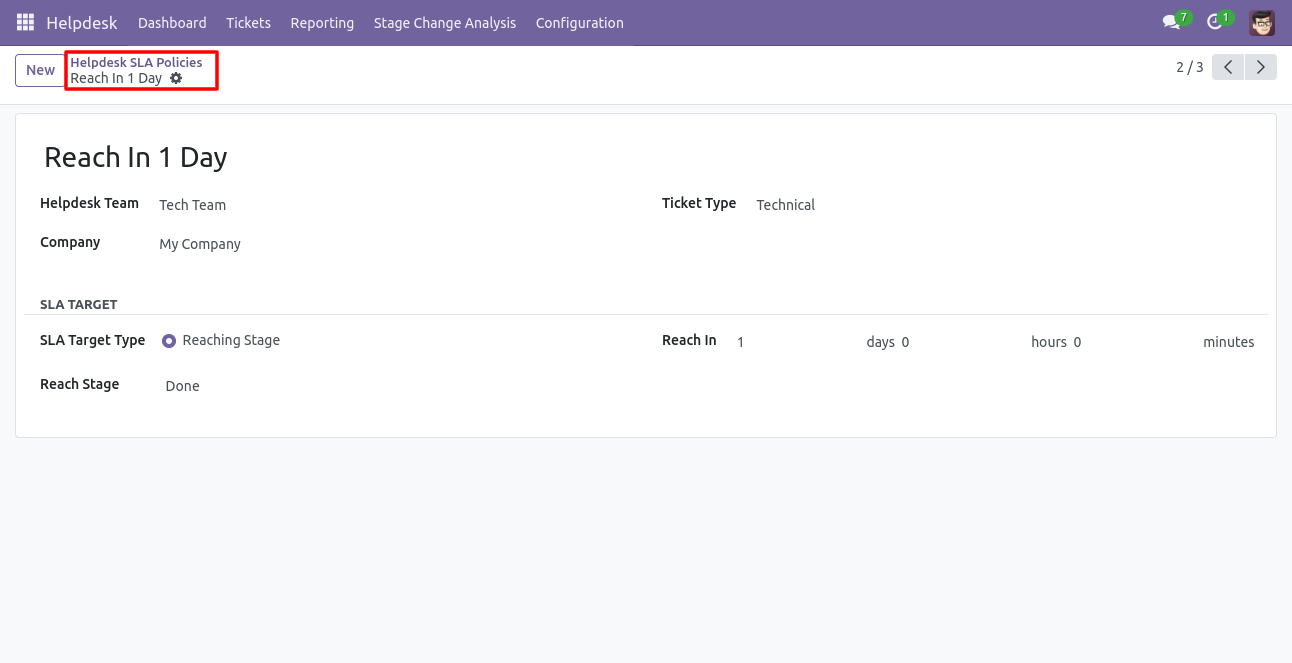 Helpdesk Dashboard Tickets Reporting Stage Change Analysis Configuration 7 1
New Helpdesk SLA Policies
Reach In 1 Day
2 / 3
Reach In 1 Day
Helpdesk Team Tech Team Ticket Type Technical
Company My Company
SLA TARGET
SLA Target Type Reaching Stage Reach In 1 days 0 hours 0 minutes
Reach Stage Done